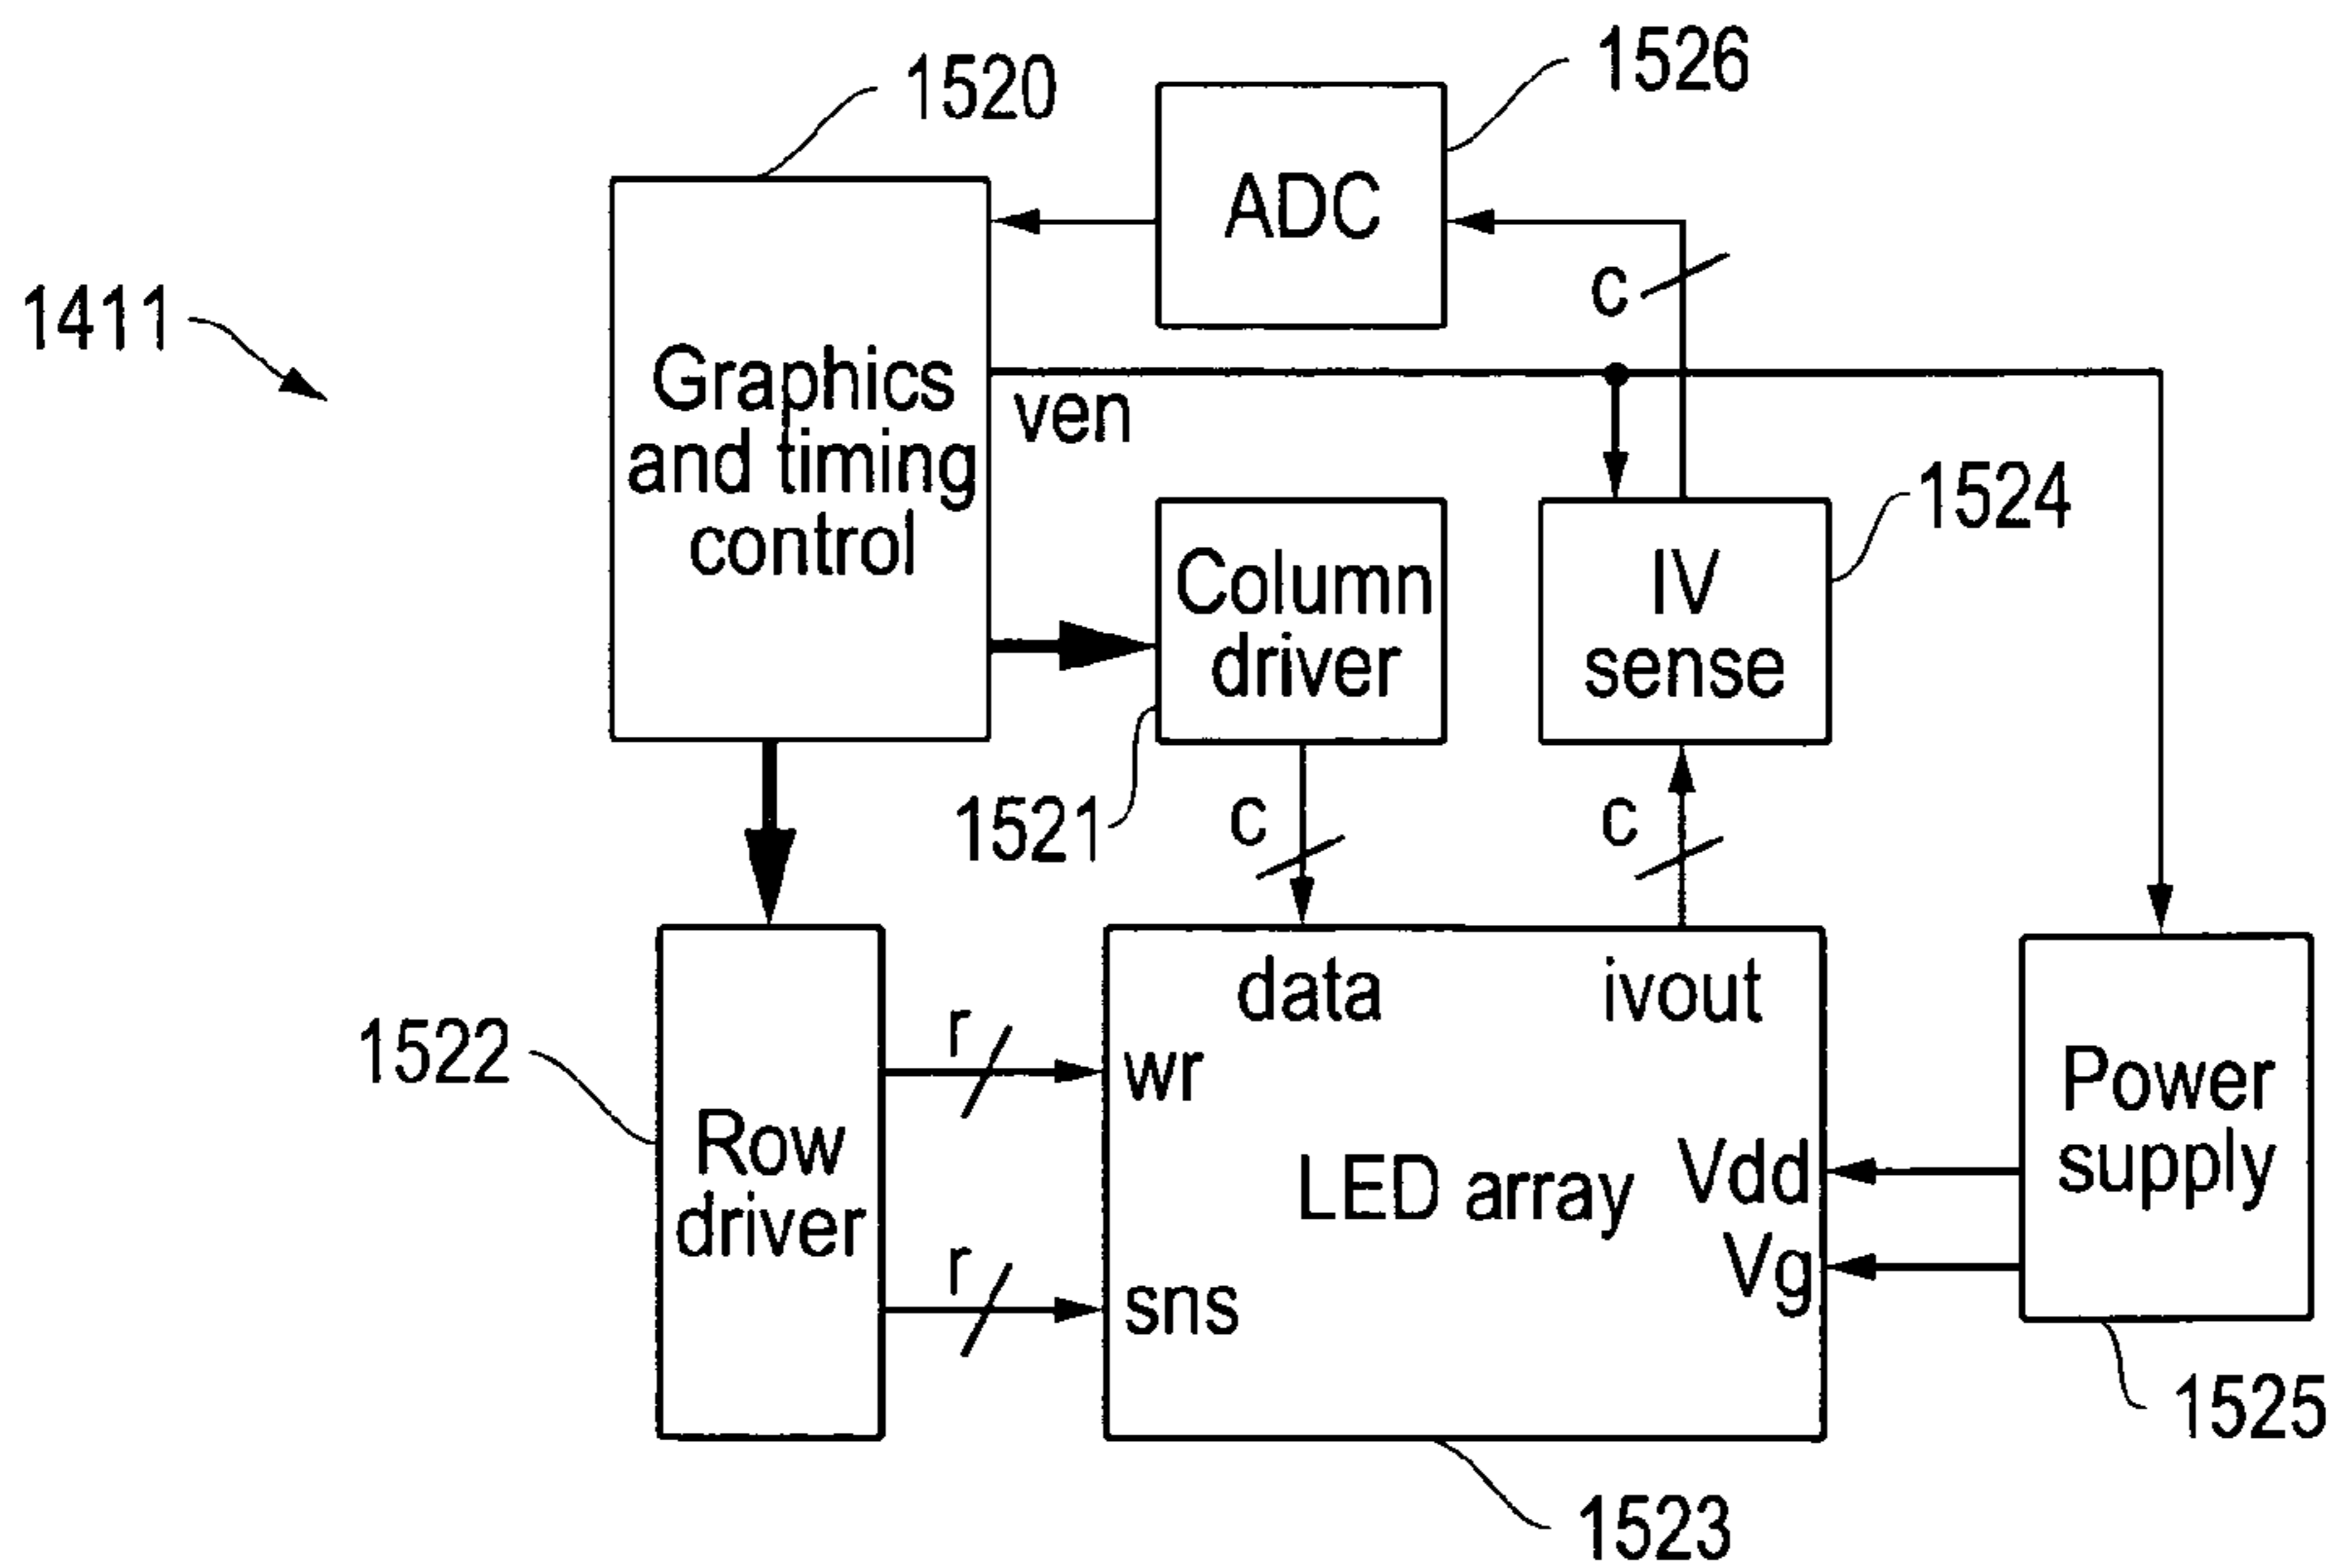 1520
1526
ADC
1411
c
Graphics
and timing
control
ven
1524
Column
driver
IV
sense
1521
c
c
data
ivout
1522
r
wr
Row
driver
LED array
Vdd
Vg
Power
supply
r
sns
1525
1523